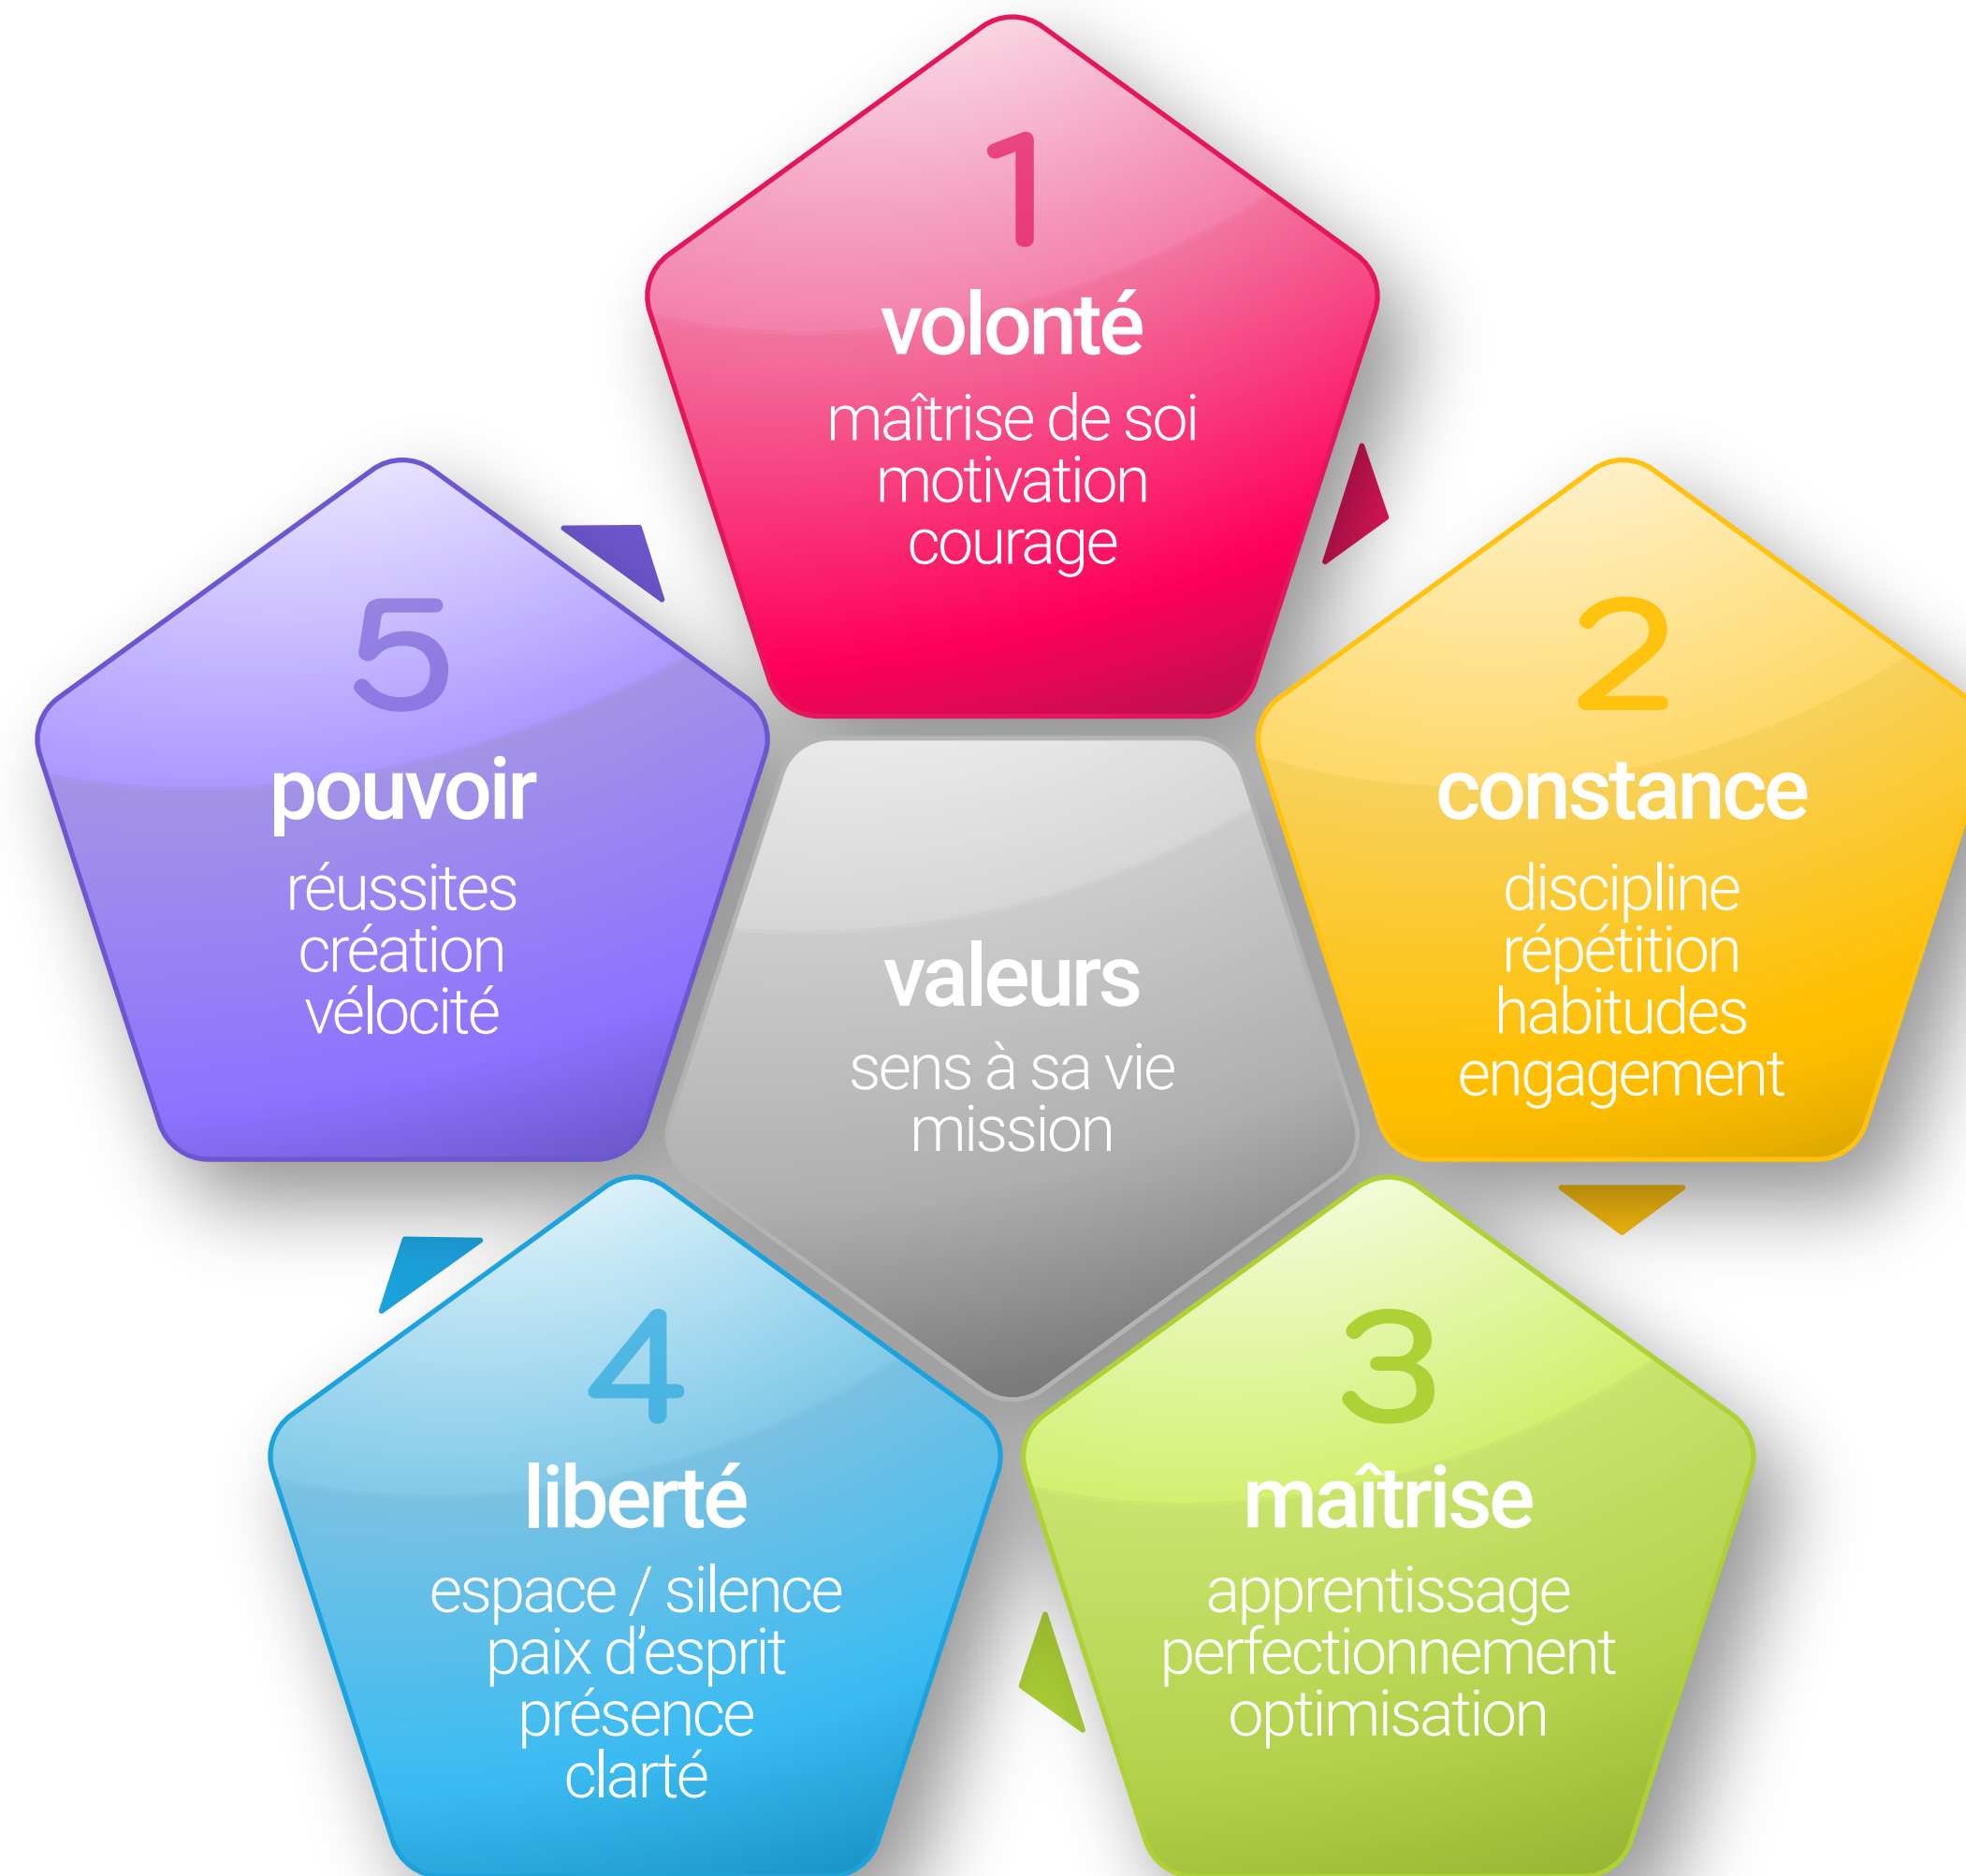 1
volonté
maîtrise de soi
motivation
courage
2
constance
discipline
répétition
habitudes
engagement
3
maîtrise
apprentissage
perfectionnement
optimisation
4
liberté
espace / silence
paix d’esprit
présence
clarté
5
pouvoir
réussites
création
vélocité
valeurs
sens à sa vie
mission